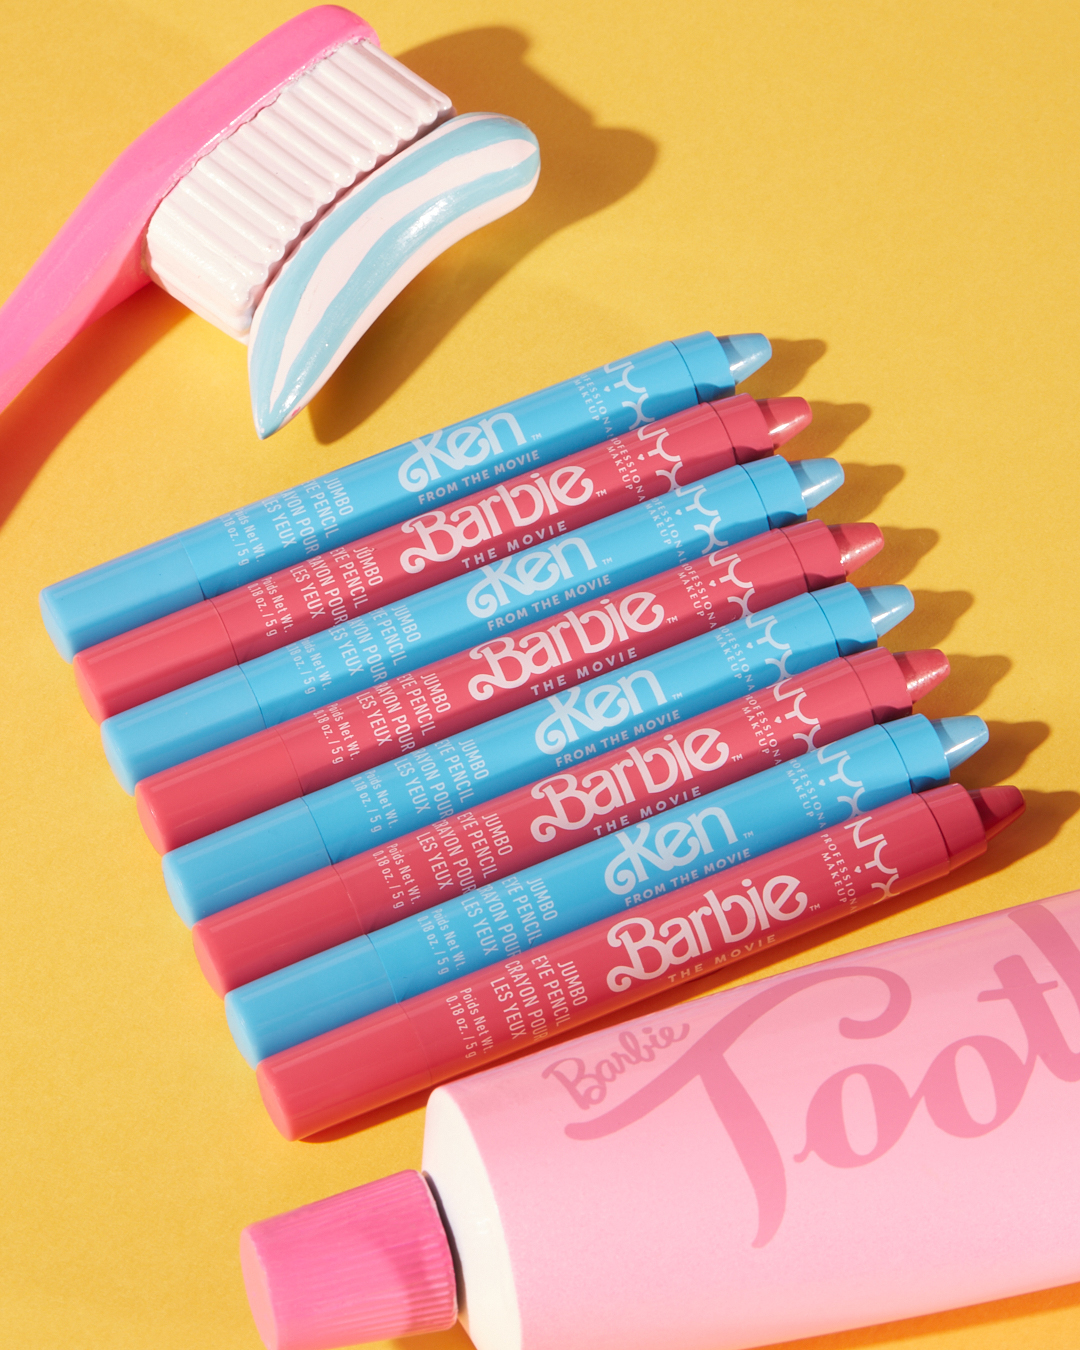 Ken™
FROM THE MOVIE
NYX
PROFESSIONAL
MAKEUP
JUMBO
EYE PENCIL
CRAYON POUR
LES YEUX
Poids Net Wt.
0.18 oz. / 5 g
Barbie™
THE MOVIE
NYX
PROFESSIONAL
MAKEUP
JUMBO
EYE PENCIL
CRAYON POUR
LES YEUX
Poids Net Wt.
0.18 oz. / 5 g
Ken™
FROM THE MOVIE
NYX
PROFESSIONAL
MAKEUP
JUMBO
EYE PENCIL
CRAYON POUR
LES YEUX
Poids Net Wt.
0.18 oz. / 5 g
Barbie™
THE MOVIE
NYX
PROFESSIONAL
MAKEUP
JUMBO
EYE PENCIL
CRAYON POUR
LES YEUX
Poids Net Wt.
0.18 oz. / 5 g
Ken™
FROM THE MOVIE
NYX
PROFESSIONAL
MAKEUP
JUMBO
EYE PENCIL
CRAYON POUR
LES YEUX
Poids Net Wt.
0.18 oz. / 5 g
Barbie™
THE MOVIE
NYX
PROFESSIONAL
MAKEUP
JUMBO
EYE PENCIL
CRAYON POUR
LES YEUX
Poids Net Wt.
0.18 oz. / 5 g
Ken™
FROM THE MOVIE
NYX
PROFESSIONAL
MAKEUP
JUMBO
EYE PENCIL
CRAYON POUR
LES YEUX
Poids Net Wt.
0.18 oz. / 5 g
Barbie™
THE MOVIE
NYX
PROFESSIONAL
MAKEUP
JUMBO
EYE PENCIL
CRAYON POUR
LES YEUX
Poids Net Wt.
0.18 oz. / 5 g
Barbie
Toot